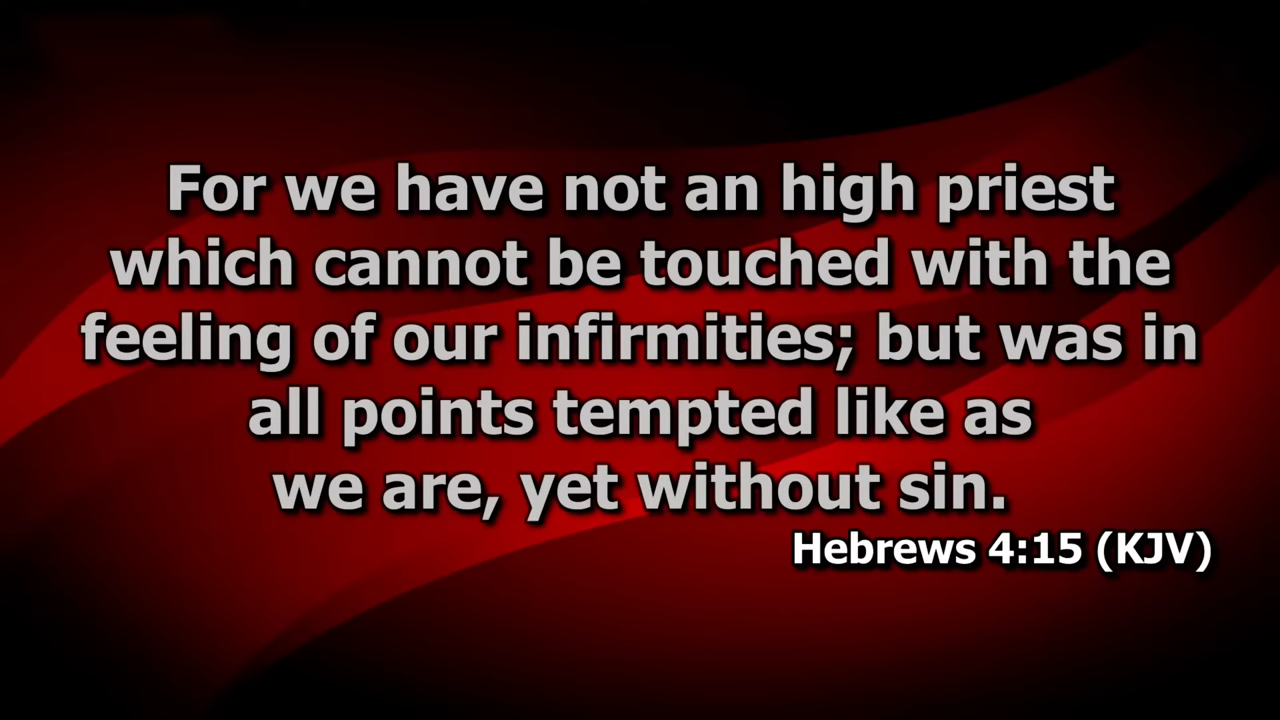 For we have not an high priest
which cannot be touched with the
feeling of our infirmities; but was in
all points tempted like as
we are, yet without sin.
Hebrews 4:15 (KJV)